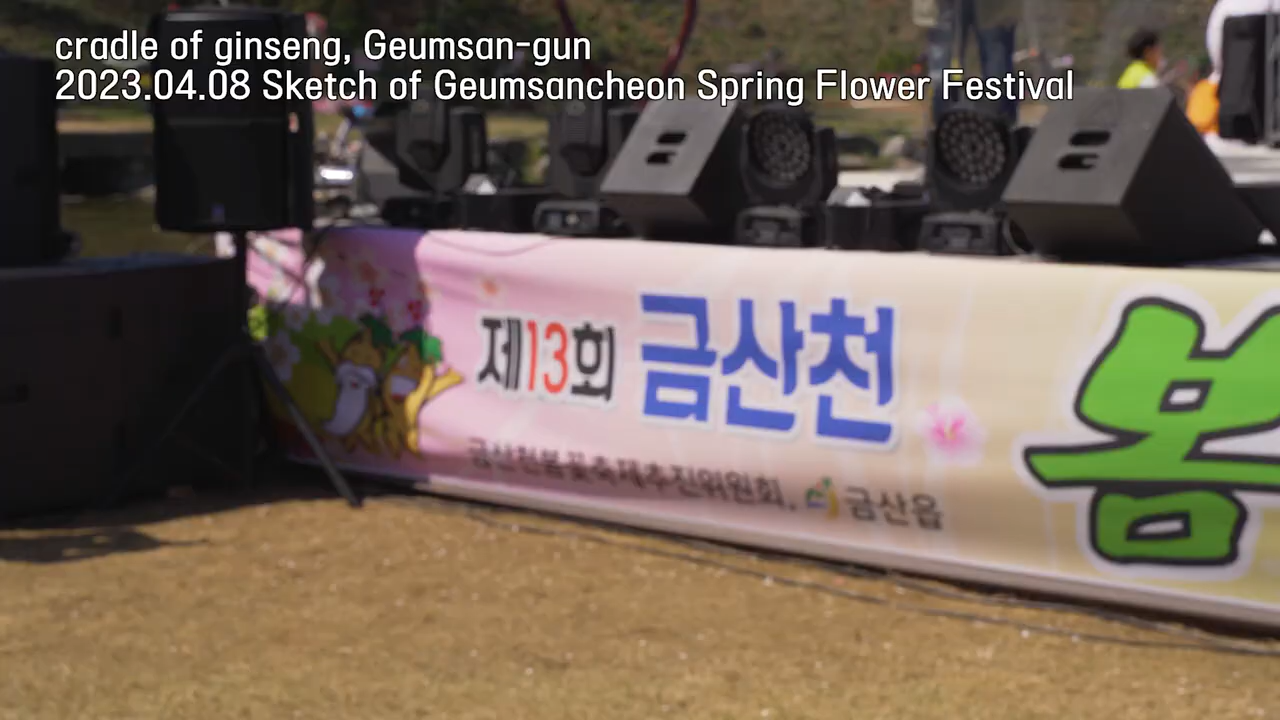 cradle of ginseng, Geumsan-gun
2023.04.08 Sketch of Geumsancheon Spring Flower Festival
제13회 금산천 봄
금산천봄꽃축제추진위원회, 금산읍